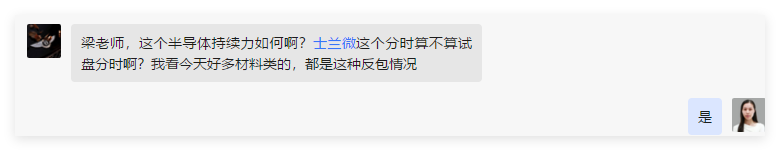 梁老师，这个半导体持续力如何啊？士兰微这个分时算不算试
盘分时啊？我看今天好多材料类的，都是这种反包情况
是